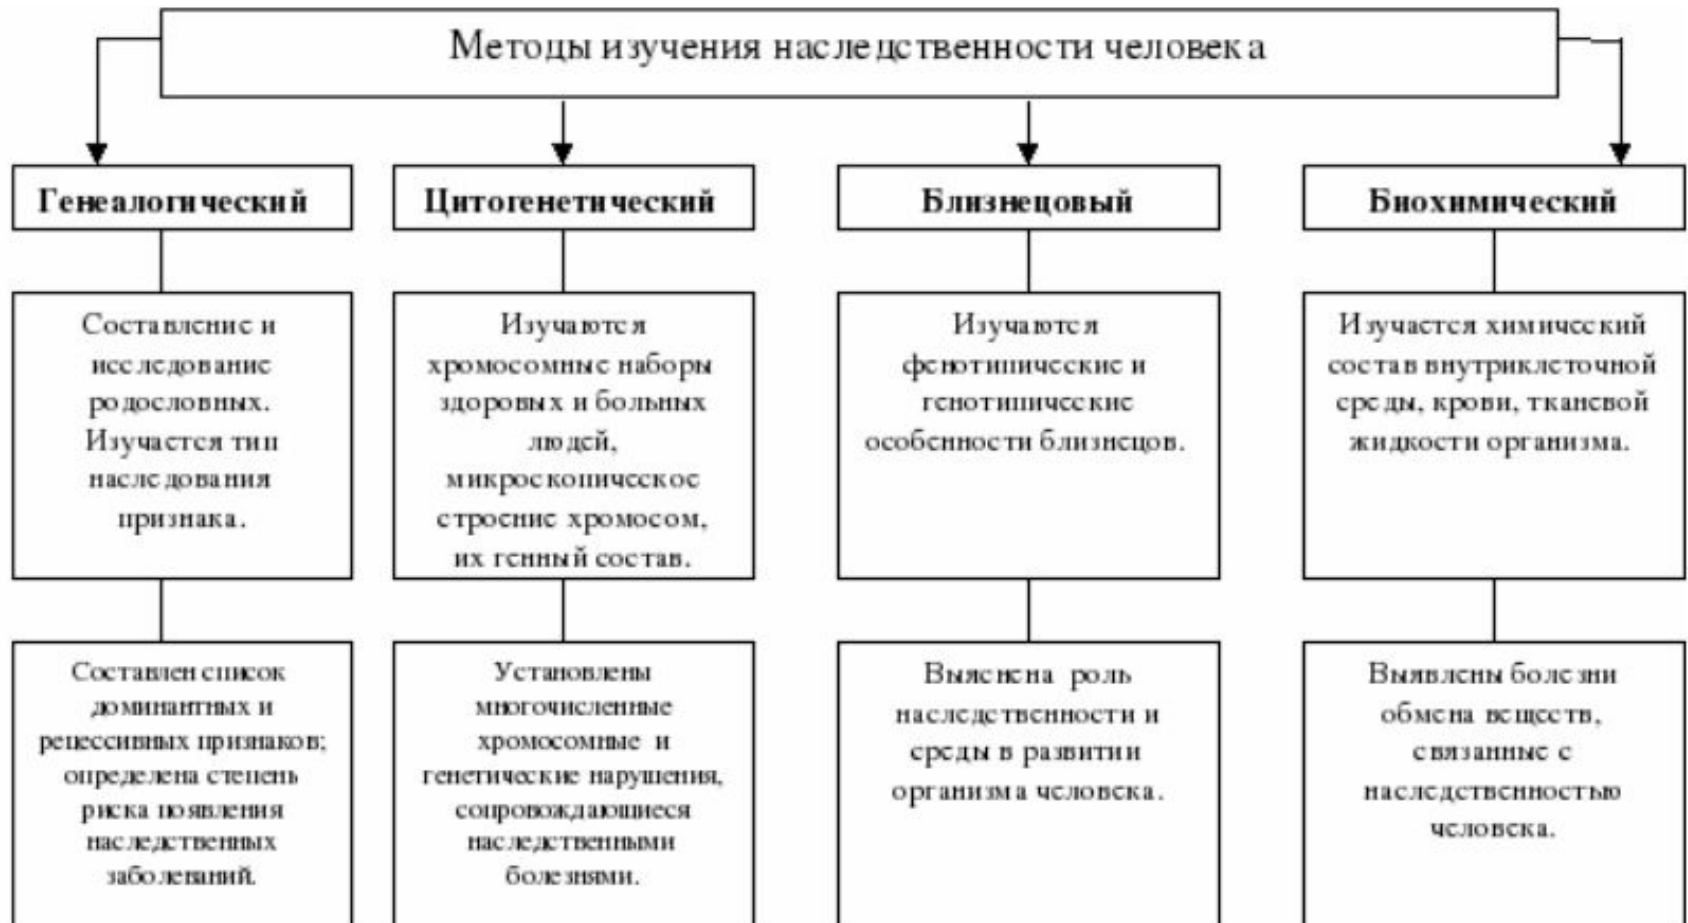 Методы изучения наследственности человека
Генеалогический
Составление и
исследование
родословных.
Изучается тип
наследования
признака.
Составлен список
доминантных и
рецессивных признаков;
определена степень
риска появления
наследственных
заболеваний.
Цитогенетический
Изучаются
хромосомные наборы
здоровых и больных
людей,
микроскопическое
строение хромосом,
их генный состав.
Установлены
многочисленные
хромосомные и
генетические нарушения,
сопровождающиеся
наследственными
болезнями.
Близнецовый
Изучаются
фенотипические и
генотипические
особенности близнецов.
Выяснена роль
наследственности и
среды в развитии
организма человека.
Биохимический
Изучается химический
состав внутриклеточной
среды, крови, тканевой
жидкости организма.
Выявлены болезни
обмена веществ,
связанные с
наследственностью
человека.